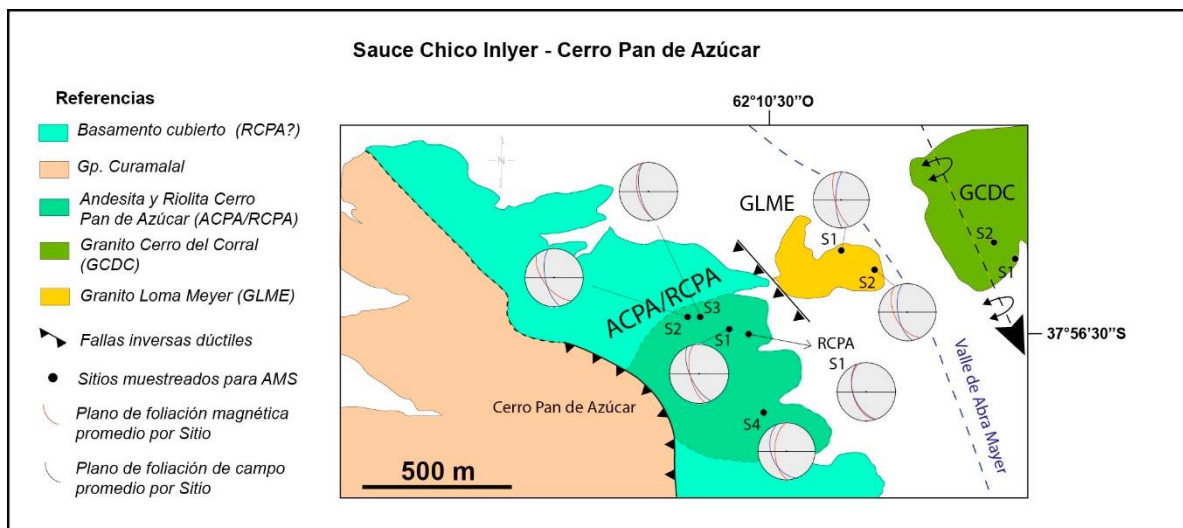 Sauce Chico Inlyer - Cerro Pan de Azúcar
Referencias
Basamento cubierto (RCPA?)
Gp. Curamalal
Andesita y Riolita Cerro
Pan de Azúcar (ACPA/RCPA)
Granito Cerro del Corral
(GCDC)
Granito Loma Meyer (GLME)
Fallas inversas dúctiles
Sitios muestreados para AMS
Plano de foliación magnética
promedio por Sitio
Plano de foliación de campo
promedio por Sitio
62°10'30''O
N
GCDC
GLME
S1
S2
S2
S1
ACPA/RCPA
S3
S2
S1
RCPA
S1
37°56'30''S
Cerro Pan de Azúcar
S4
Valle de Abra Mayer
500 m